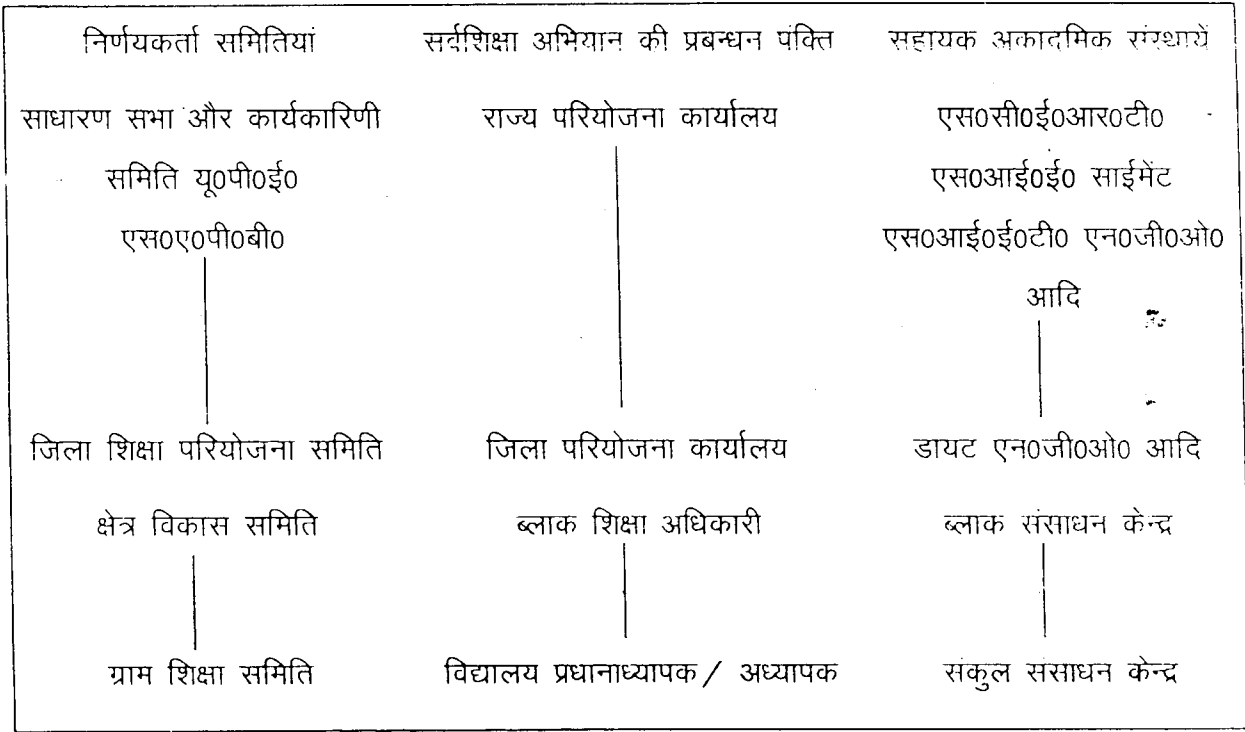 निर्णयकर्ता समितियां सर्वशिक्षा अभियान की प्रबन्धन पंक्ति सहायक अकादमिक संस्थायें
साधारण सभा और कार्यकारिणी राज्य परियोजना कार्यालय एस0सी0ई0आर0टी0
समिति यू0पी0ई0 एस0आई0ई0 साईमेंट
एस0ए0पी0बी0 एस0आई0ई0टी0 एन0जी0ओ0
आदि
जिला शिक्षा परियोजना समिति जिला परियोजना कार्यालय डायट एन0जी0ओ0 आदि
क्षेत्र विकास समिति ब्लाक शिक्षा अधिकारी ब्लाक संसाधन केन्द्र
ग्राम शिक्षा समिति विद्यालय प्रधानाध्यापक / अध्यापक संकुल संसाधन केन्द्र